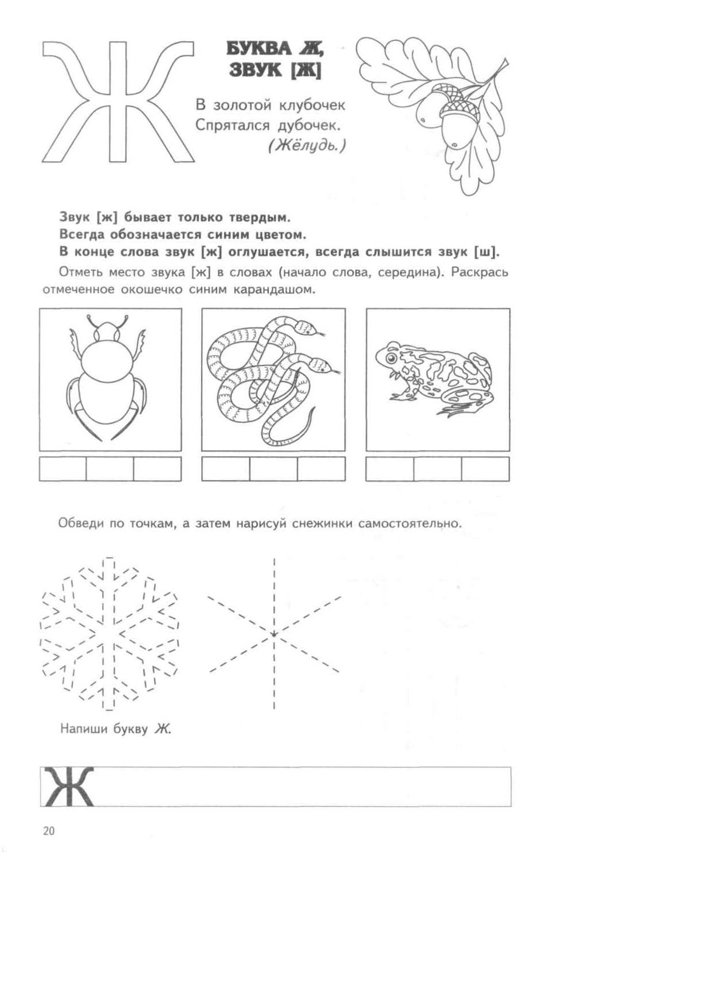 Ж
БУКВА Ж,
ЗВУК [Ж]
В золотой клубочек
Спрятался дубочек.
(Жёлудь.)
Звук [ж] бывает только твердым.
Всегда обозначается синим цветом.
В конце слова звук [ж] оглушается, всегда слышится звук [ш].
Отметь место звука [ж] в словах (начало слова, середина). Раскрась
отмеченное окошечко синим карандашом.
Обведи по точкам, а затем нарисуй снежинки самостоятельно.
Напиши букву Ж.
Ж
20